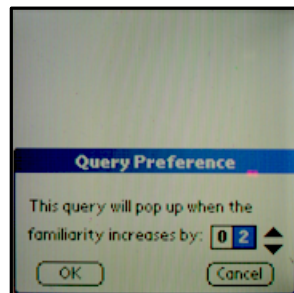 Query Preference
This query will pop up when the
familiarity increases by: 0 2
OK Cancel